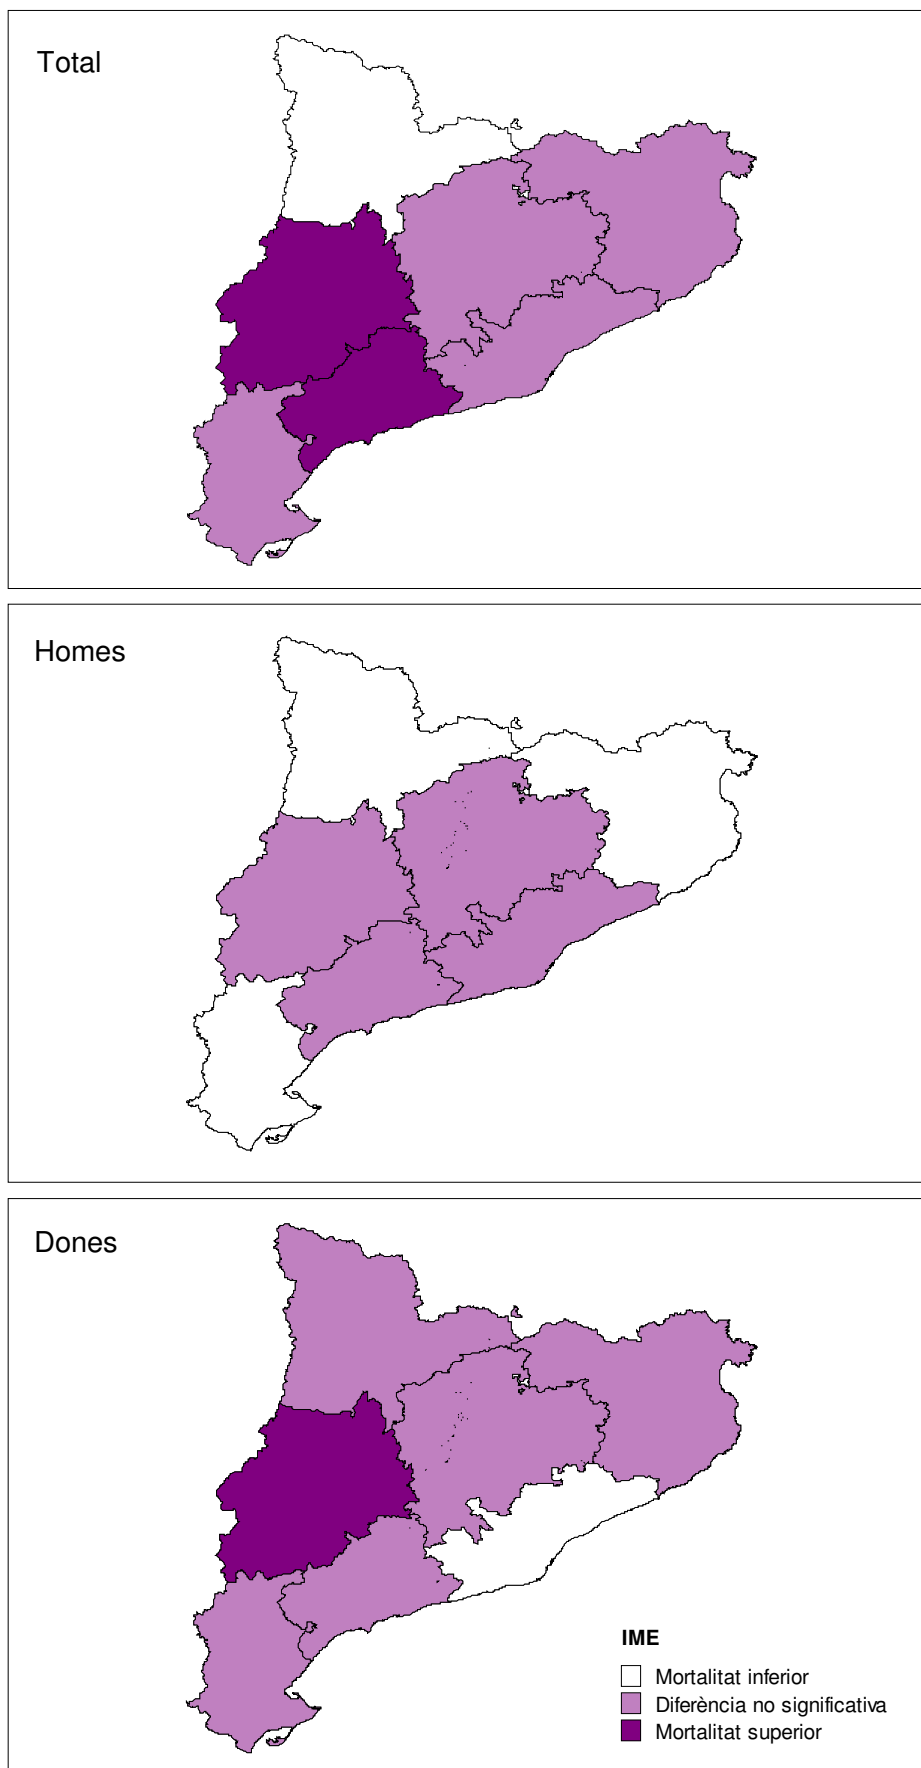 Total
Homes
Dones
IME
Mortalitat inferior
Diferència no significativa
Mortalitat superior